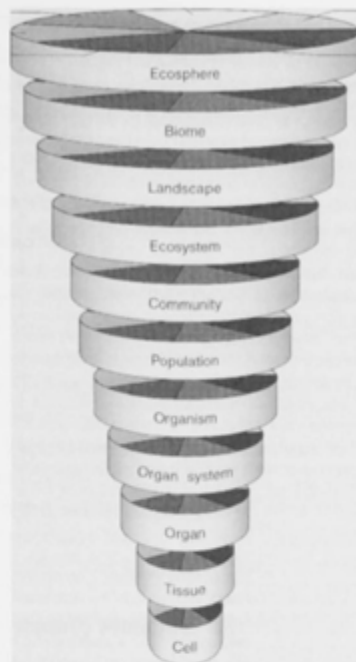 Ecosphere
Biome
Landscape
Ecosystem
Community
Population
Organism
Organ system
Organ
Tissue
Cell